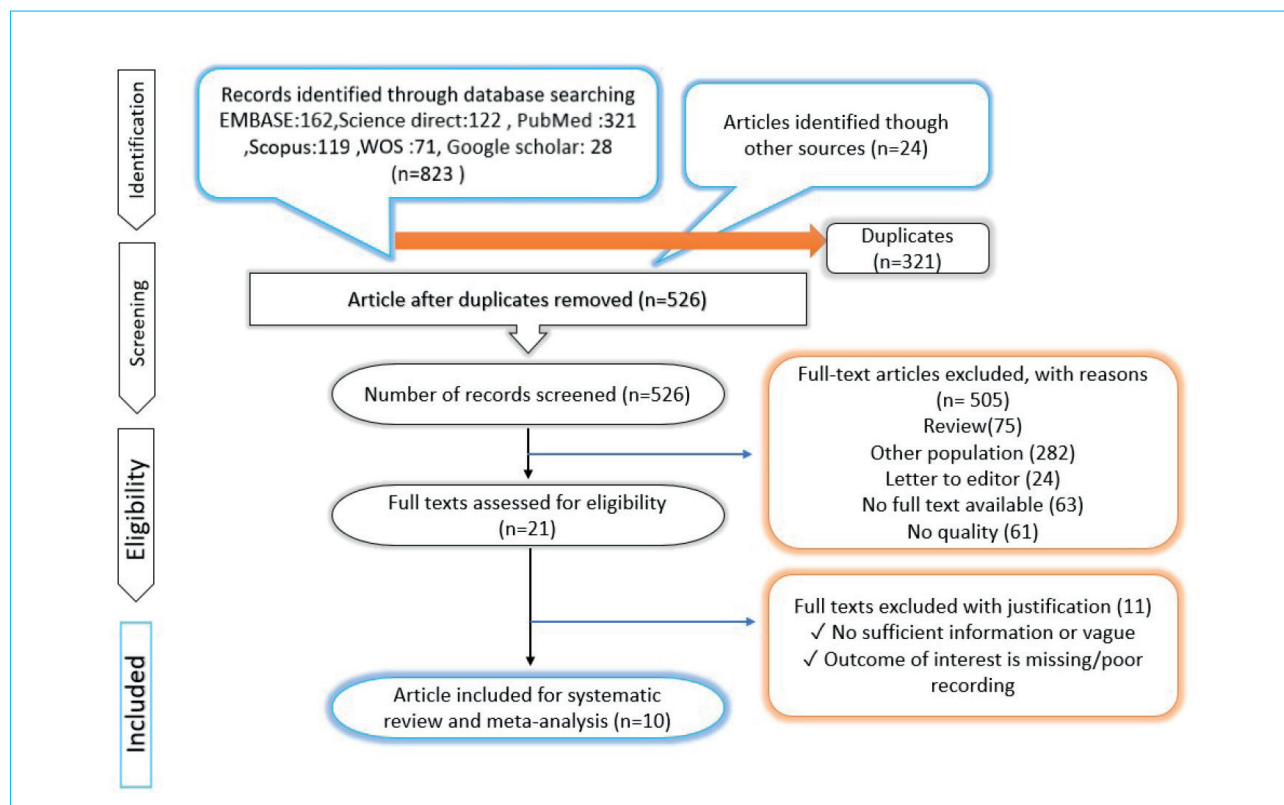 Identification
Records identified through database searching
EMBASE:162,Science direct:122 , PubMed :321
,Scopus:119 ,WOS :71, Google scholar: 28
(n=823 )
Articles identified though
other sources (n=24)
Duplicates
(n=321)
Screening
Article after duplicates removed (n=526)
Number of records screened (n=526)
Full-text articles excluded, with reasons
(n= 505)
Review(75)
Other population (282)
Letter to editor (24)
No full text available (63)
No quality (61)
Eligibility
Full texts assessed for eligibility
(n=21)
Full texts excluded with justification (11)
✓ No sufficient information or vague
✓ Outcome of interest is missing/poor
recording
Included
Article included for systematic
review and meta-analysis (n=10)